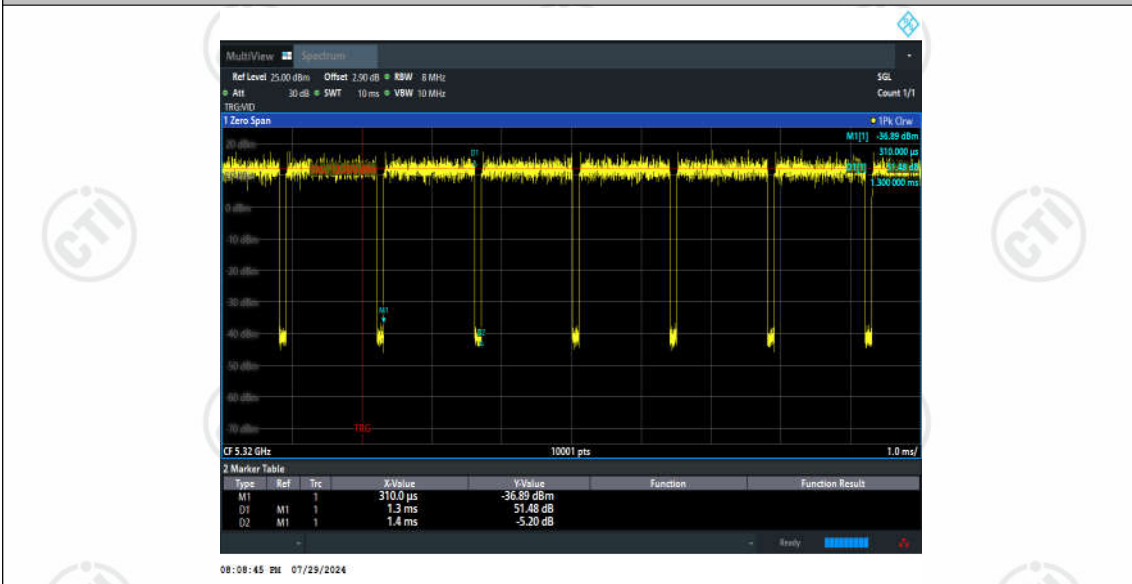 MultiView Spectrum
Ref Level 25.00 dBm Offset 2.90 dB RBW 8 MHz SGL
Att 30 dB SWT 10 ms VBW 10 MHz Count 1/1
TRG:VID
1 Zero Span 1Pk Clrw
M1[1] -36.89 dBm
20 dBm
310.000 µs
D1
51.48 dB
1.300 000 ms
0 dBm
-10 dBm
-20 dBm
-30 dBm
M1
-40 dBm
D2
-50 dBm
-60 dBm
-70 dBm
TRG
CF 5.32 GHz 10001 pts 1.0 ms/
2 Marker Table
Type Ref Trc X-Value Y-Value Function Function Result
M1 1 310.0 µs -36.89 dBm
D1 M1 1 1.3 ms 51.48 dB
D2 M1 1 1.4 ms -5.20 dB
Ready
08:08:45 PM 07/29/2024
CTI
CTI